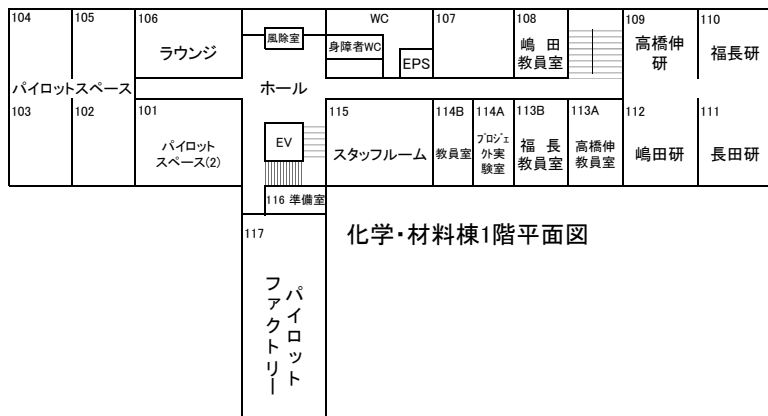 104
105
106
ラウンジ
風除室
WC
身障者WC
EPS
107
108
嶋 田
教員室
109
高橋伸
研
110
福長研
パイロットスペース
ホール
103
102
101
パイロット
スペース(2)
EV
115
スタッフルーム
114B
教員室
114A
プロジェ
クト実
験室
113B
福 長
教員室
113A
高橋伸
教員室
112
嶋田研
111
長田研
116 準備室
117
パイロット
ファクトリー
化学・材料棟1階平面図